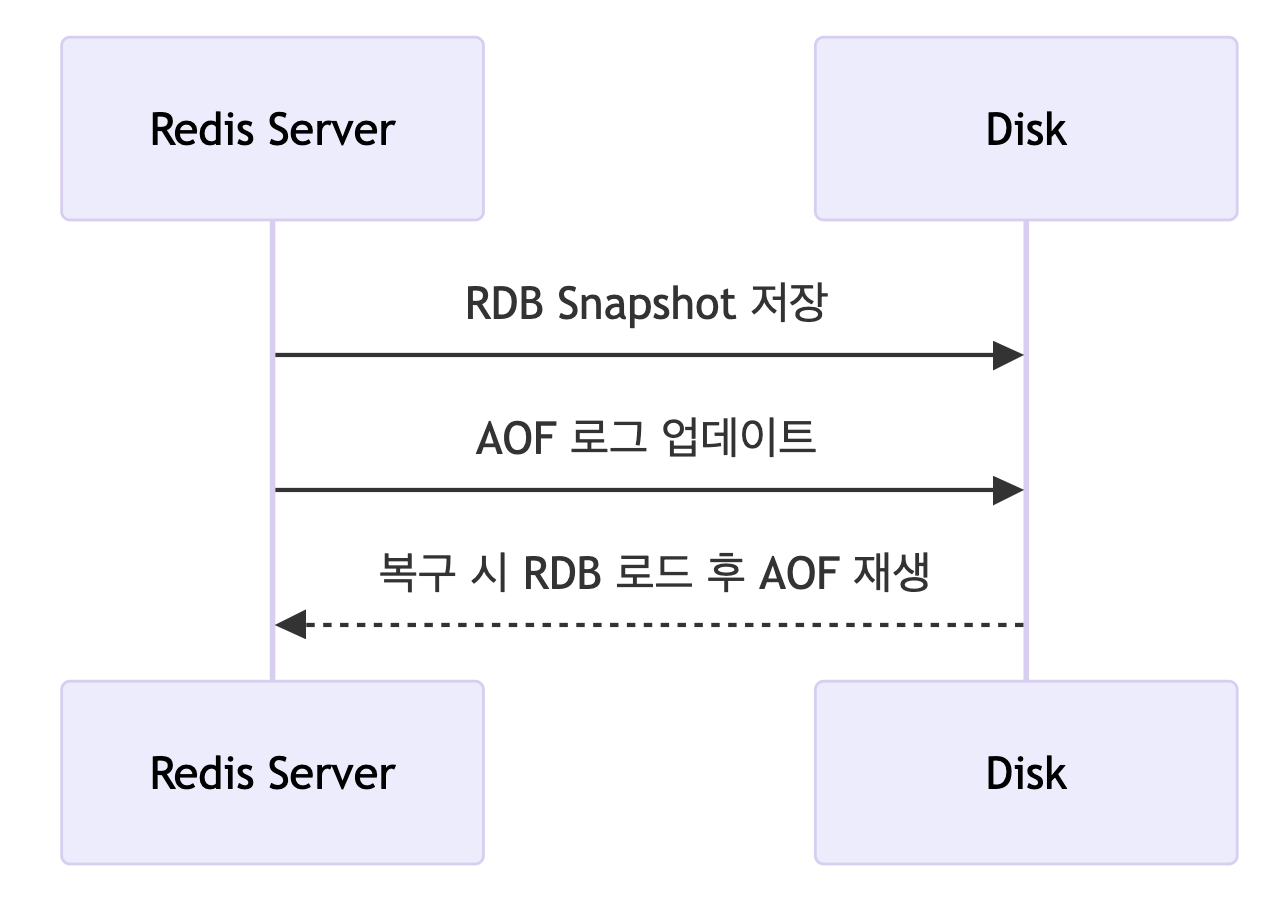 Redis Server
Disk
RDB Snapshot 저장
AOF 로그 업데이트
복구 시 RDB 로드 후 AOF 재생
Redis Server
Disk